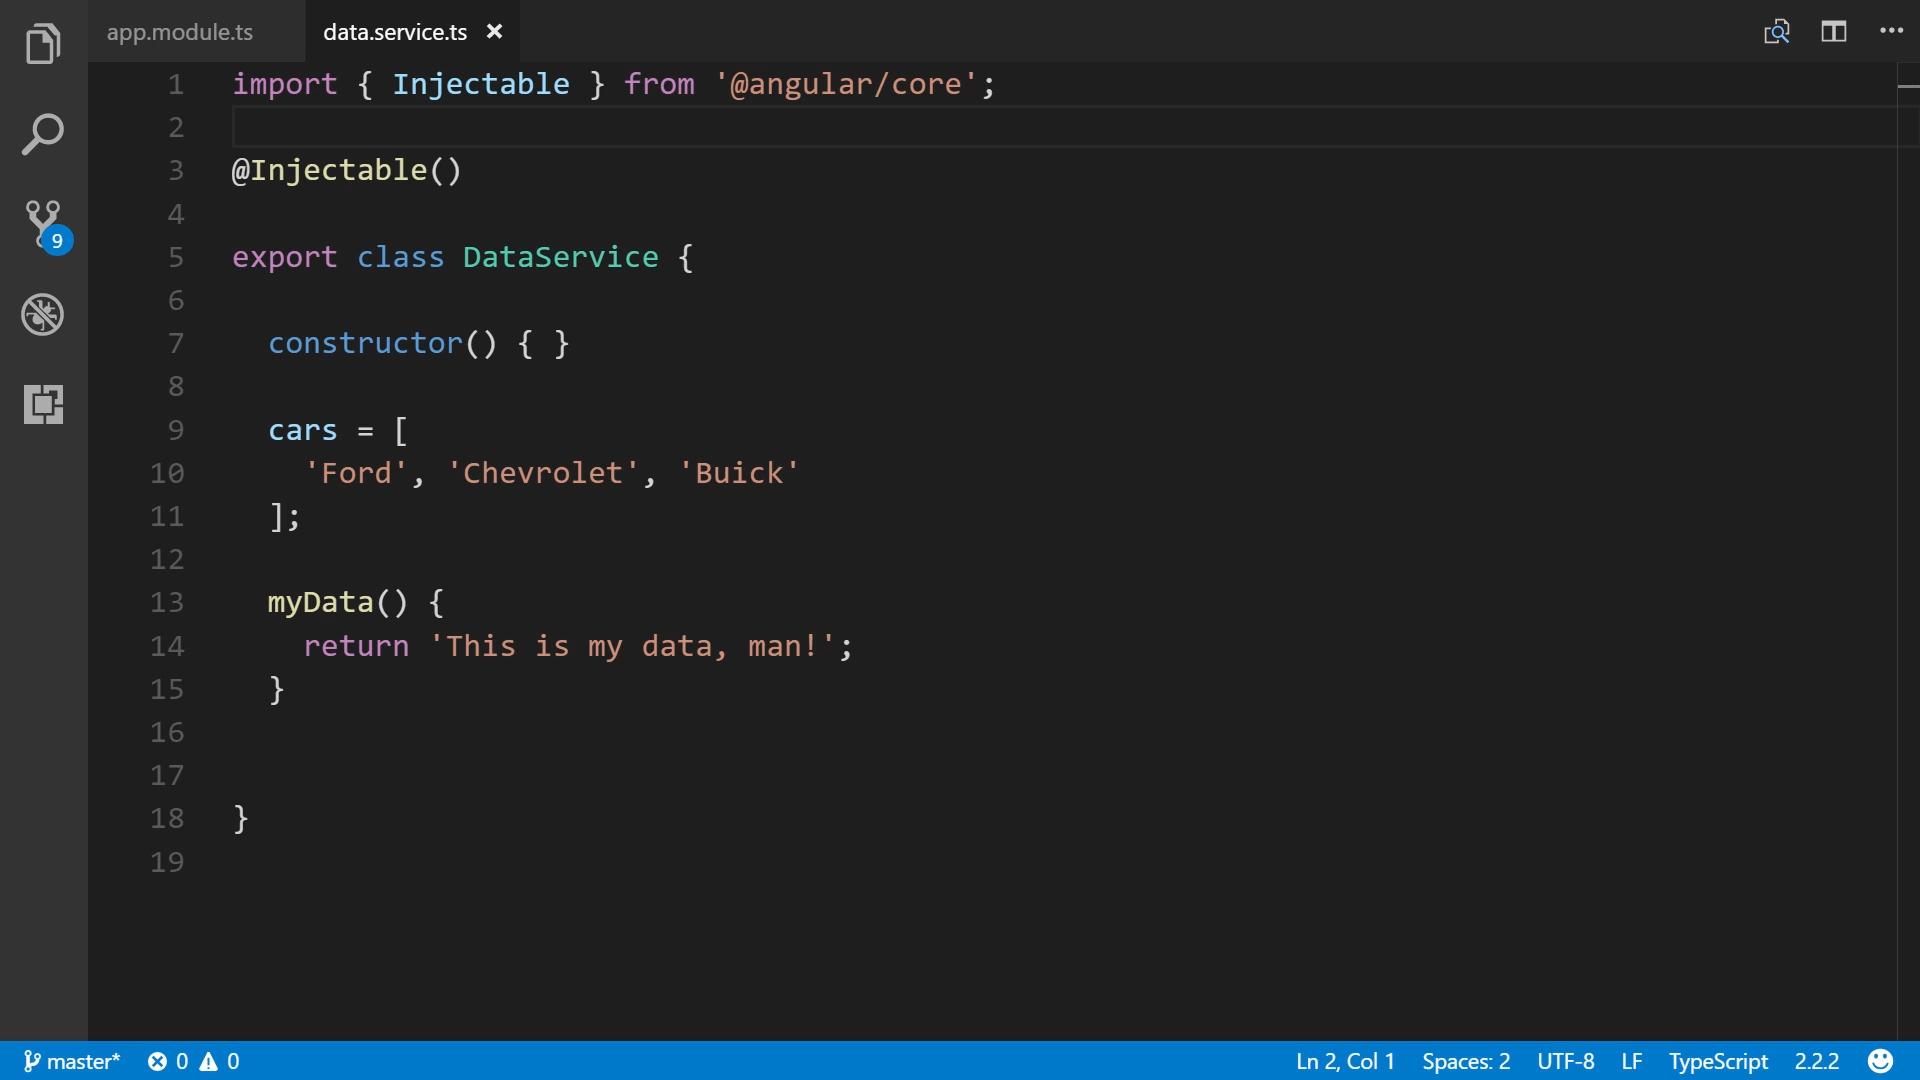 app.module.ts data.service.ts
1 import { Injectable } from '@angular/core';
2
3 @Injectable()
4
5 export class DataService {
6
7 constructor() { }
8
9 cars = [
10 'Ford', 'Chevrolet', 'Buick'
11 ];
12
13 myData() {
14 return 'This is my data, man!';
15 }
16
17
18 }
19
9
master* 0 0 Ln 2, Col 1 Spaces: 2 UTF-8 LF TypeScript 2.2.2